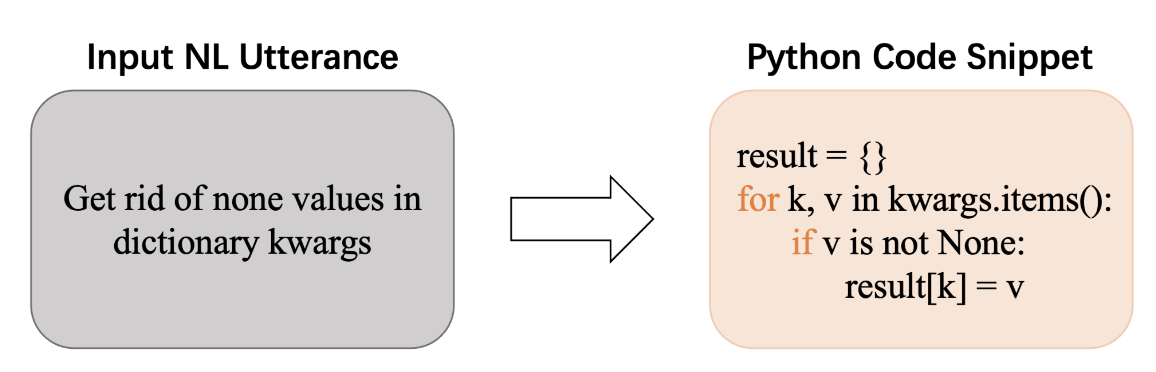 Input NL Utterance
Get rid of none values in
dictionary kwargs
Python Code Snippet
result = {}
for k, v in kwargs.items():
if v is not None:
result[k] = v